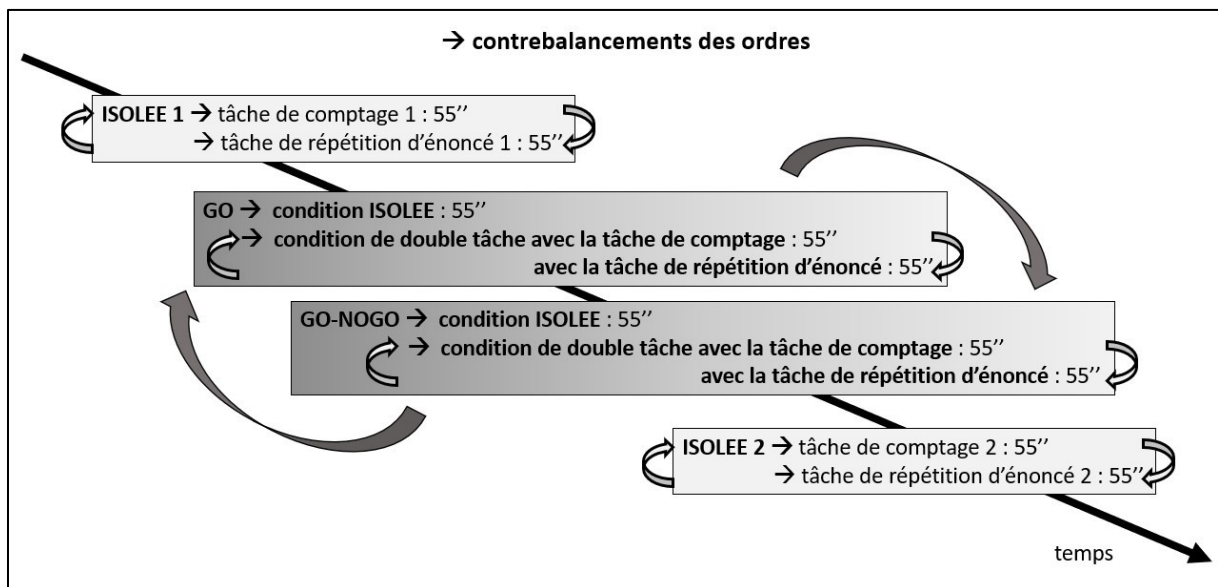 → contrebalancements des ordres
ISOLEE 1 → tâche de comptage 1 : 55’’
→ tâche de répétition d’énoncé 1 : 55’’
GO → condition ISOLEE : 55’’
→ condition de double tâche avec la tâche de comptage : 55’’
avec la tâche de répétition d’énoncé : 55’’
GO-NOGO → condition ISOLEE : 55’’
→ condition de double tâche avec la tâche de comptage : 55’’
avec la tâche de répétition d’énoncé : 55’’
ISOLEE 2 → tâche de comptage 2 : 55’’
→ tâche de répétition d’énoncé 2 : 55’’
temps